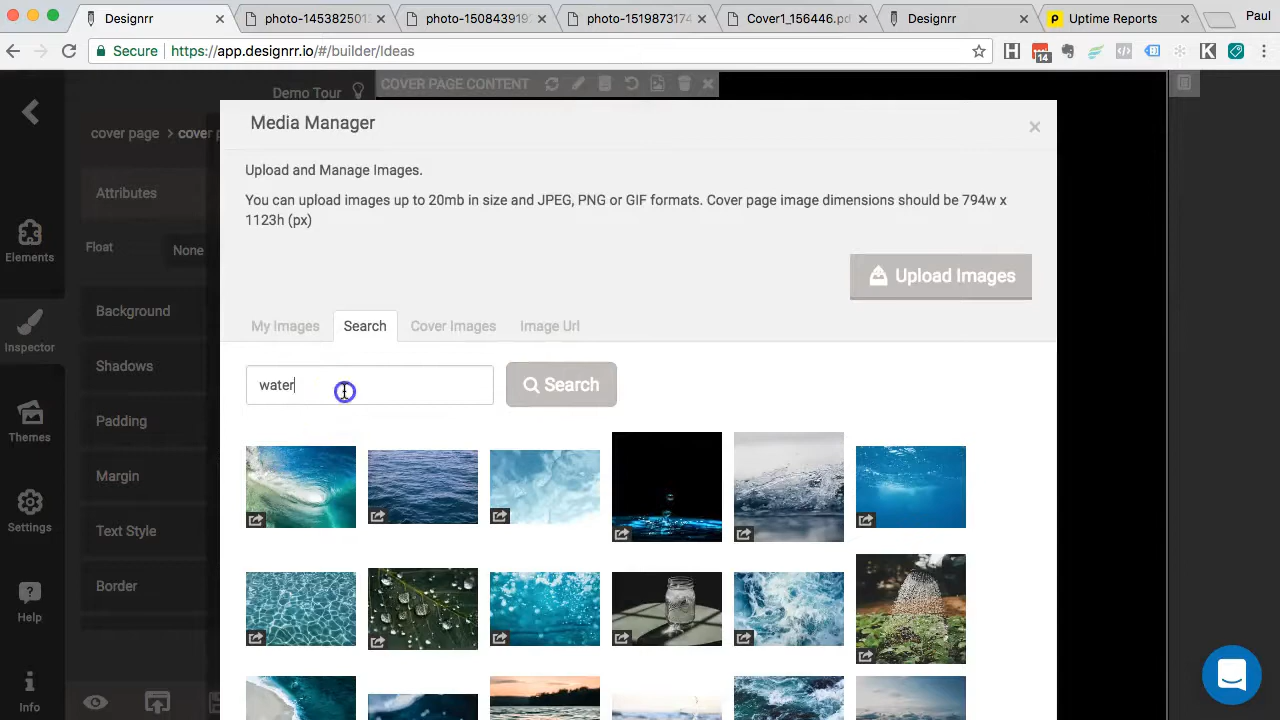 Designrr
photo-1453825015
photo-150843919
photo-1519873174
Cover1_156446.pd
Designrr
Uptime Reports
Paul
Secure
https://app.designrr.io/#/builder/Ideas
14
Demo Tour
COVER PAGE CONTENT
cover page > cover p
Attributes
Float
None
Background
Shadows
Padding
Margin
Text Style
Border
Elements
Inspector
Themes
Settings
Help
Info
Media Manager
Upload and Manage Images.
You can upload images up to 20mb in size and JPEG, PNG or GIF formats. Cover page image dimensions should be 794w x
1123h (px)
Upload Images
My Images
Search
Cover Images
Image Url
water
Search